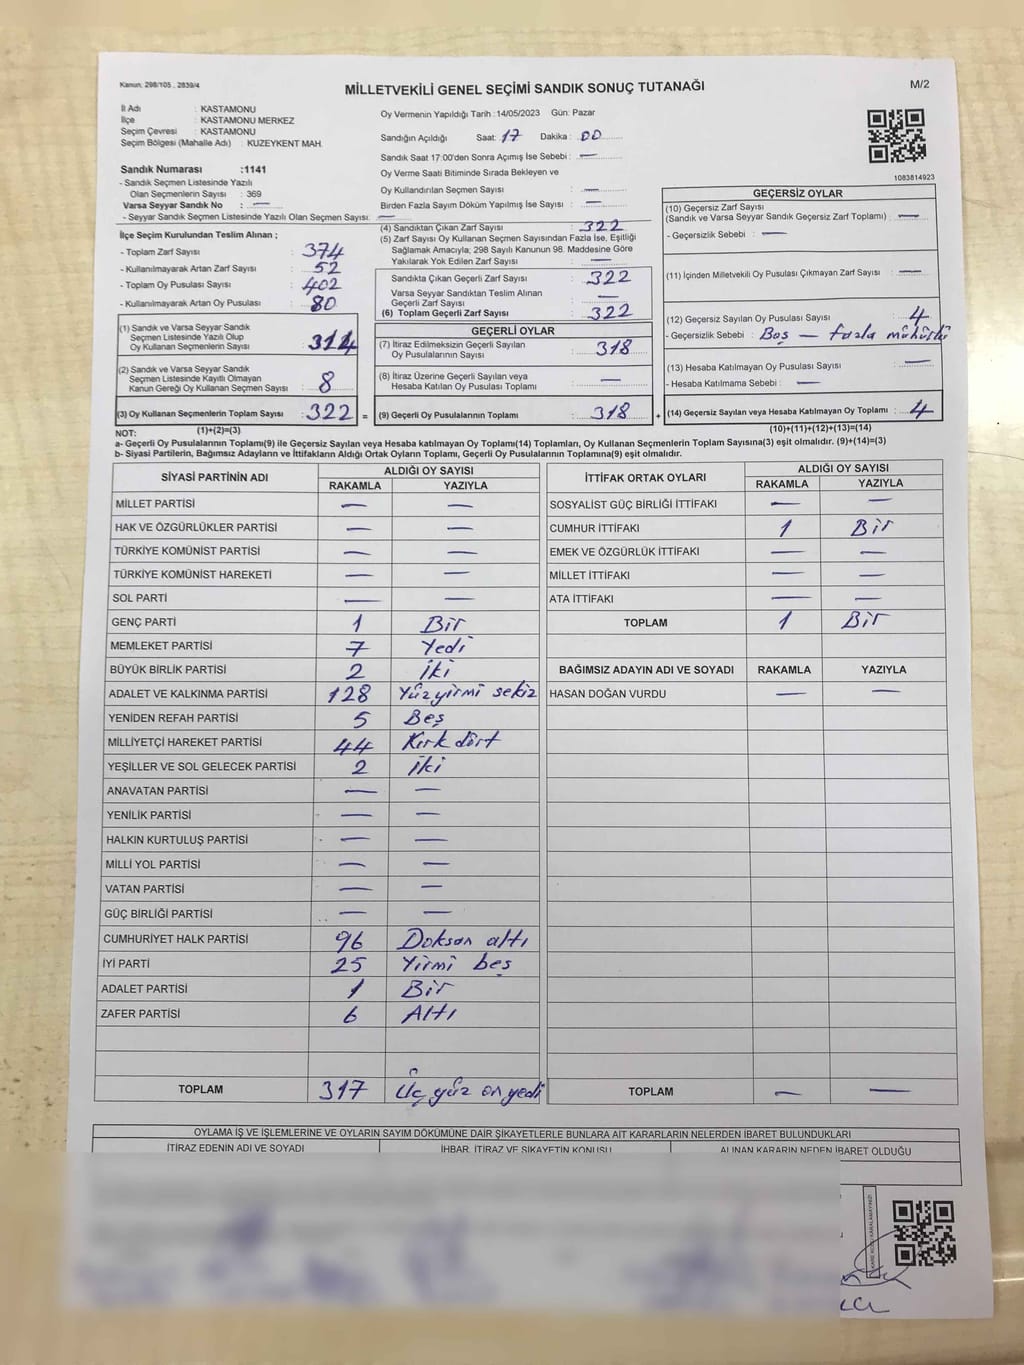 Kanun: 298/105 , 2839/4
MİLLETVEKİLİ GENEL SEÇİMİ SANDIK SONUÇ TUTANAĞI
M/2
İl Adı : KASTAMONU
İlçe : KASTAMONU MERKEZ
Seçim Çevresi : KASTAMONU
Seçim Bölgesi (Mahalle Adı) : KUZEYKENT MAH.
Sandık Numarası :1141
- Sandık Seçmen Listesinde Yazılı
Olan Seçmenlerin Sayısı : 369
Varsa Seyyar Sandık No : —
- Seyyar Sandık Seçmen Listesinde Yazılı Olan Seçmen Sayısı: —
Oy Vermenin Yapıldığı Tarih :14/05/2023 Gün: Pazar
Sandığın Açıldığı Saat: 17 Dakika : 00
Sandık Saat 17:00'den Sonra Açımış İse Sebebi : —
Oy Verme Saati Bitiminde Sırada Bekleyen ve
Oy Kullandırılan Seçmen Sayısı : —
Birden Fazla Sayım Döküm Yapılmış İse Sayısı : —
1083814923
İlçe Seçim Kurulundan Teslim Alınan ;
- Toplam Zarf Sayısı : 374
- Kullanılmayarak Artan Zarf Sayısı : 52
- Toplam Oy Pusulası Sayısı : 402
- Kullanılmayarak Artan Oy Pusulası : 80
(4) Sandıktan Çıkan Zarf Sayısı : 322
(5) Zarf Sayısı Oy Kullanan Seçmen Sayısından Fazla İse, Eşitliği
Sağlamak Amacıyla; 298 Sayılı Kanunun 98. Maddesine Göre
Yakılarak Yok Edilen Zarf Sayısı : —
Sandıkta Çıkan Geçerli Zarf Sayısı : 322
Varsa Seyyar Sandıktan Teslim Alınan
Geçerli Zarf Sayısı : —
(6) Toplam Geçerli Zarf Sayısı : 322
GEÇERSİZ OYLAR
(10) Geçersiz Zarf Sayısı
(Sandık ve Varsa Seyyar Sandık Geçersiz Zarf Toplamı) : —
- Geçersizlik Sebebi : —
(11) İçinden Milletvekili Oy Pusulası Çıkmayan Zarf Sayısı : —
(12) Geçersiz Sayılan Oy Pusulası Sayısı : 4
- Geçersizlik Sebebi : Boş — fazla mühürlü
(13) Hesaba Katılmayan Oy Pusulası Sayısı : —
- Hesaba Katılmama Sebebi : —
(14) Geçersiz Sayılan veya Hesaba Katılmayan Oy Toplamı : 4
(10)+(11)+(12)+(13)=(14)
(1) Sandık ve Varsa Seyyar Sandık
Seçmen Listesinde Yazılı Olup
Oy Kullanan Seçmenlerin Sayısı : 314
(2) Sandık ve Varsa Seyyar Sandık
Seçmen Listesinde Kayıtlı Olmayan
Kanun Gereği Oy Kullanan Seçmen Sayısı : 8
(3) Oy Kullanan Seçmenlerin Toplam Sayısı : 322 =
(1)+(2)=(3)
GEÇERLİ OYLAR
(7) İtiraz Edilmeksizin Geçerli Sayılan
Oy Pusulalarının Sayısı : 318
(8) İtiraz Üzerine Geçerli Sayılan veya
Hesaba Katılan Oy Pusulası Toplamı : —
(9) Geçerli Oy Pusulalarının Toplamı : 318 +
NOT:
a- Geçerli Oy Pusulalarının Toplamı(9) ile Geçersiz Sayılan veya Hesaba katılmayan Oy Toplamı(14) Toplamları, Oy Kullanan Seçmenlerin Toplam Sayısına(3) eşit olmalıdır. (9)+(14)=(3)
b- Siyasi Partilerin, Bağımsız Adayların ve İttifakların Aldığı Ortak Oyların Toplamı, Geçerli Oy Pusulalarının Toplamına(9) eşit olmalıdır.
SİYASİ PARTİNİN ADI
ALDIĞI OY SAYISI
RAKAMLA YAZIYLA
MİLLET PARTİSİ — —
HAK VE ÖZGÜRLÜKLER PARTİSİ — —
TÜRKİYE KOMÜNİST PARTİSİ — —
TÜRKİYE KOMÜNİST HAREKETİ — —
SOL PARTİ — —
GENÇ PARTİ 1 Bir
MEMLEKET PARTİSİ 7 Yedi
BÜYÜK BİRLİK PARTİSİ 2 İki
ADALET VE KALKINMA PARTİSİ 128 Yüzyirmi sekiz
YENİDEN REFAH PARTİSİ 5 Beş
MİLLİYETÇİ HAREKET PARTİSİ 44 Kırk dört
YEŞİLLER VE SOL GELECEK PARTİSİ 2 İki
ANAVATAN PARTİSİ — —
YENİLİK PARTİSİ — —
HALKIN KURTULUŞ PARTİSİ — —
MİLLİ YOL PARTİSİ — —
VATAN PARTİSİ — —
GÜÇ BİRLİĞİ PARTİSİ — —
CUMHURİYET HALK PARTİSİ 96 Doksan altı
İYİ PARTİ 25 Yirmi beş
ADALET PARTİSİ 1 Bir
ZAFER PARTİSİ 6 Altı
TOPLAM 317 Üç yüz on yedi
İTTİFAK ORTAK OYLARI
ALDIĞI OY SAYISI
RAKAMLA YAZIYLA
SOSYALİST GÜÇ BİRLİĞİ İTTİFAKI — —
CUMHUR İTTİFAKI 1 Bir
EMEK VE ÖZGÜRLÜK İTTİFAKI — —
MİLLET İTTİFAKI — —
ATA İTTİFAKI — —
TOPLAM 1 Bir
BAĞIMSIZ ADAYIN ADI VE SOYADI RAKAMLA YAZIYLA
HASAN DOĞAN VURDU — —
TOPLAM — —
OYLAMA İŞ VE İŞLEMLERİNE VE OYLARIN SAYIM DÖKÜMÜNE DAİR ŞİKAYETLERLE BUNLARA AİT KARARLARIN NELERDEN İBARET BULUNDUKLARI
İTİRAZ EDENİN ADI VE SOYADI
İHBAR, İTİRAZ VE ŞİKAYETİN KONUSU
ALINAN KARARIN NEDEN İBARET OLDUĞU